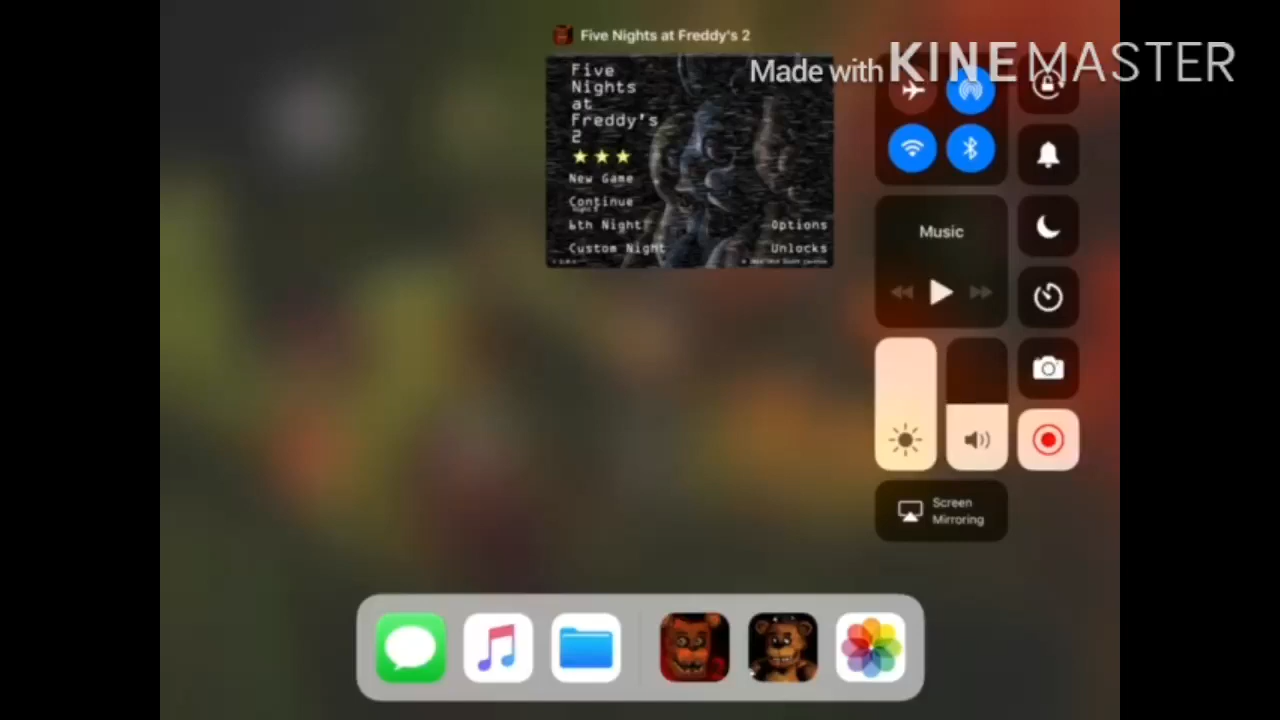 Five Nights at Freddy's 2
Made with KINEMASTER
Five
Nights
at
Freddy's
2
New Game
Continue
6th Night
Options
Custom Night
Unlocks
Music
Screen
Mirroring